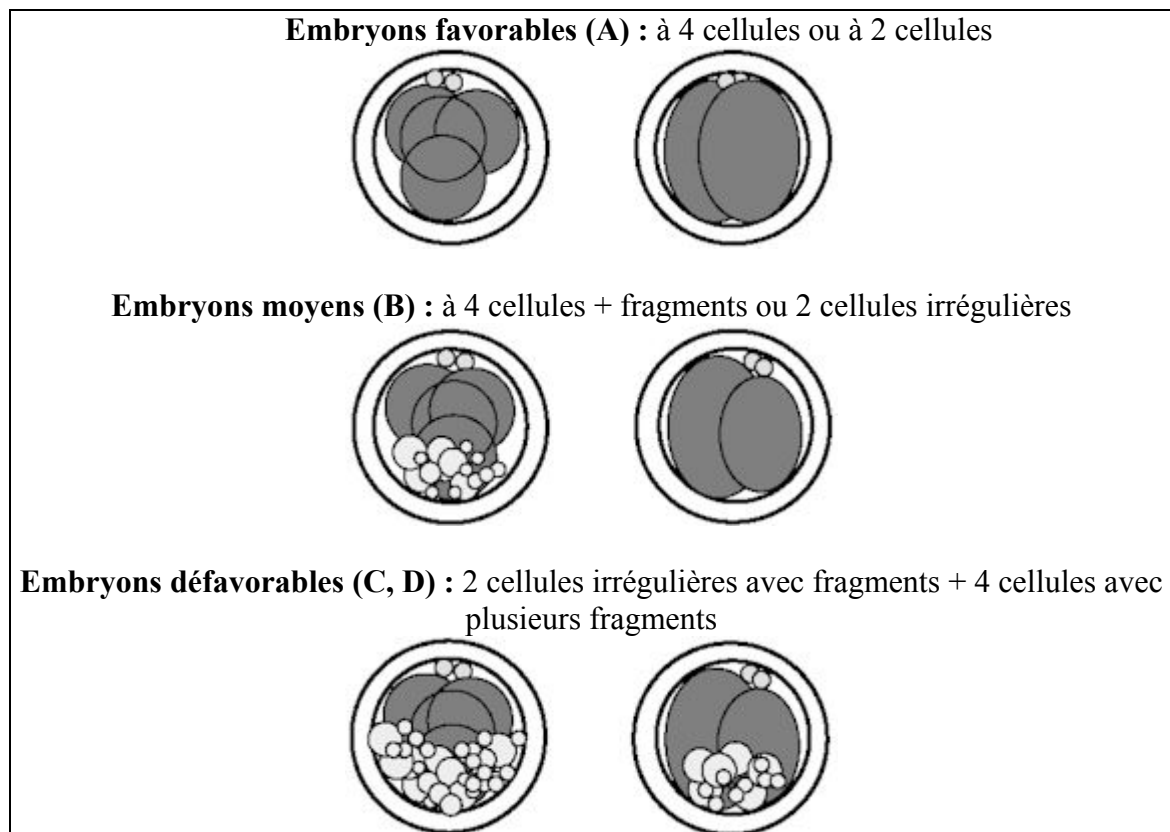 Embryons favorables (A) : à 4 cellules ou à 2 cellules
Embryons moyens (B) : à 4 cellules + fragments ou 2 cellules irrégulières
Embryons défavorables (C, D) : 2 cellules irrégulières avec fragments + 4 cellules avec
plusieurs fragments